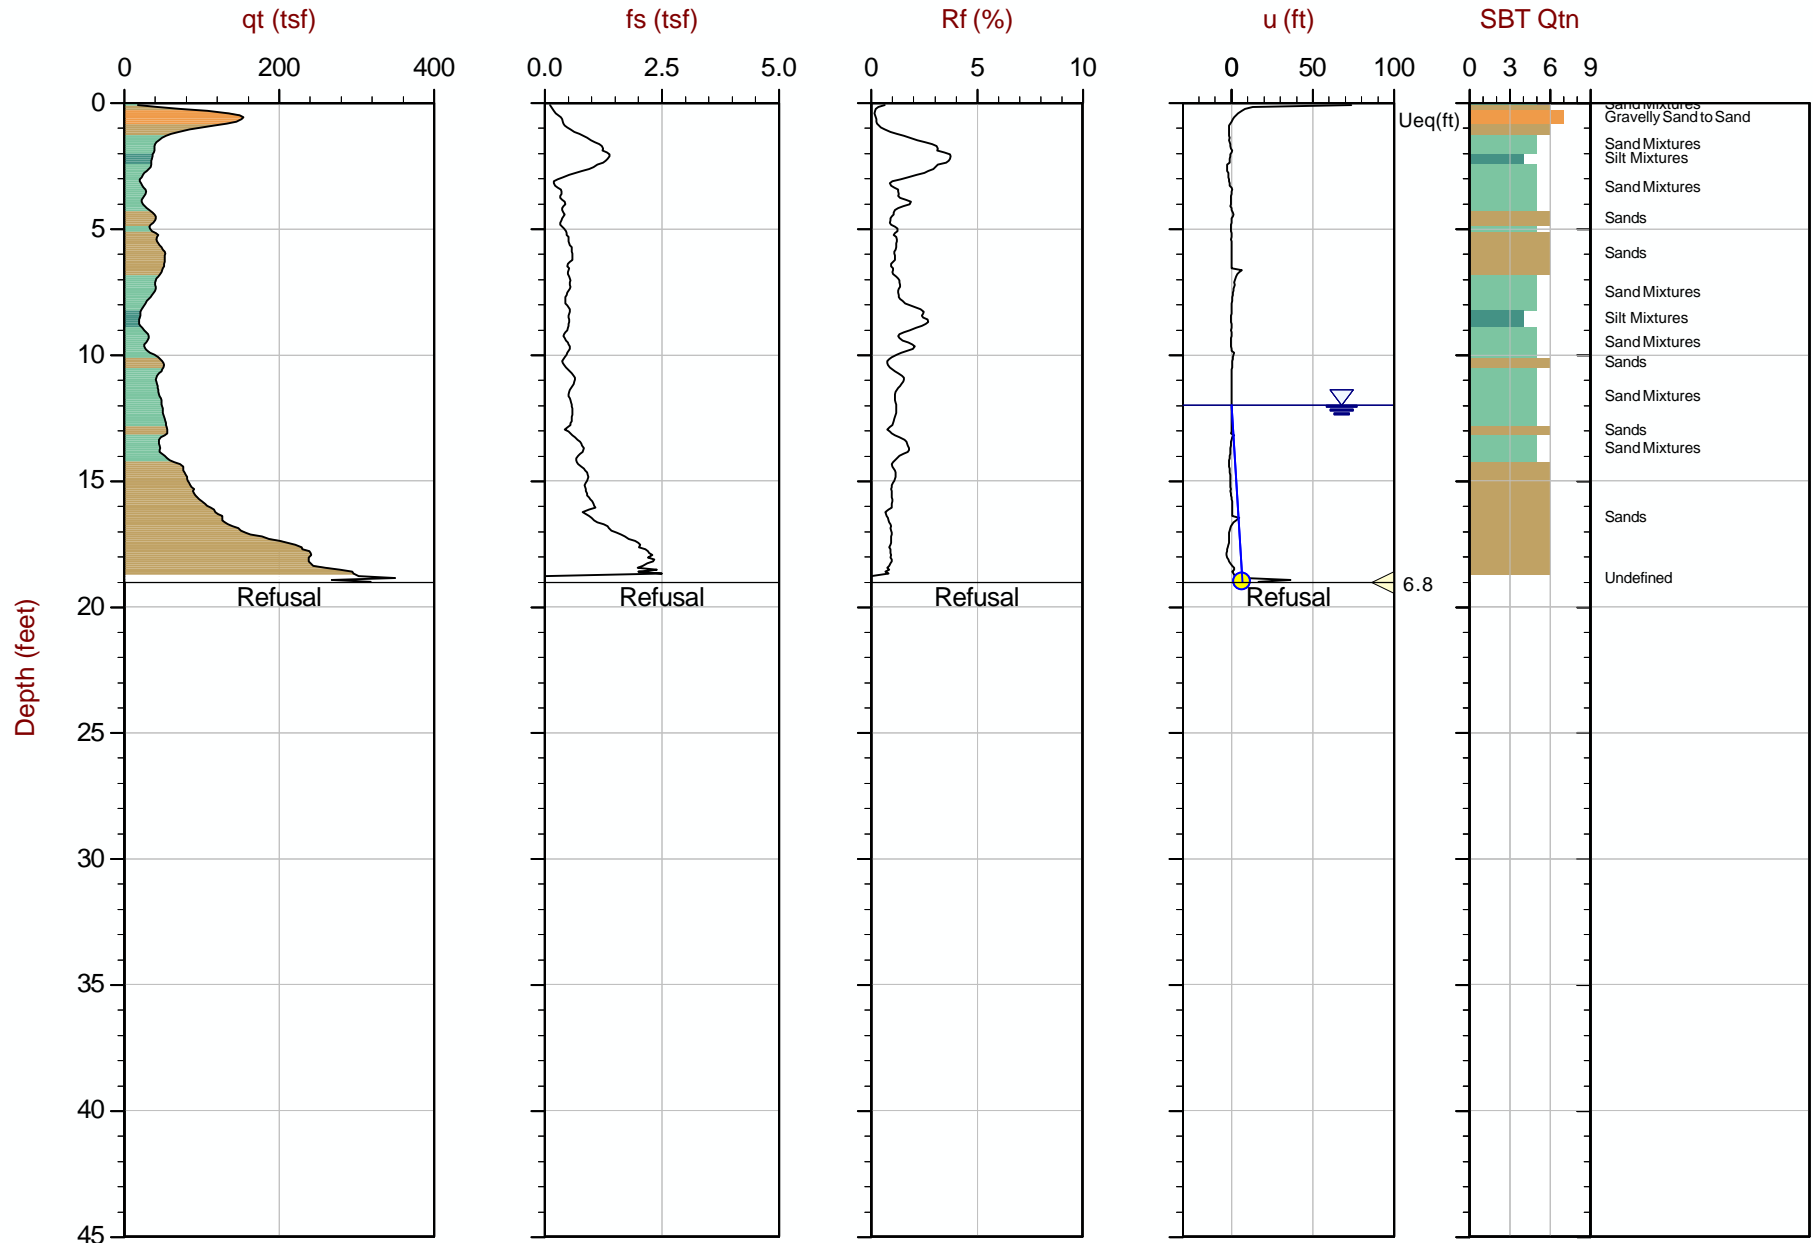 qt (tsf) fs (tsf) Rf (%) u (ft) SBT Qtn
0 200 400 0.0 2.5 5.0 0 5 10 0 50 100 0 3 6 9
0
Sand Mixtures
Ueq(ft) Gravelly Sand to Sand
Sand Mixtures
Silt Mixtures
Sand Mixtures
Sands
5
Sands
Sand Mixtures
Silt Mixtures
Sand Mixtures
10
Sands
Sand Mixtures
Sands
Sand Mixtures
15
Sands
Undefined
6.8
Refusal Refusal Refusal Refusal
20
Depth (feet)
25
30
35
40
45